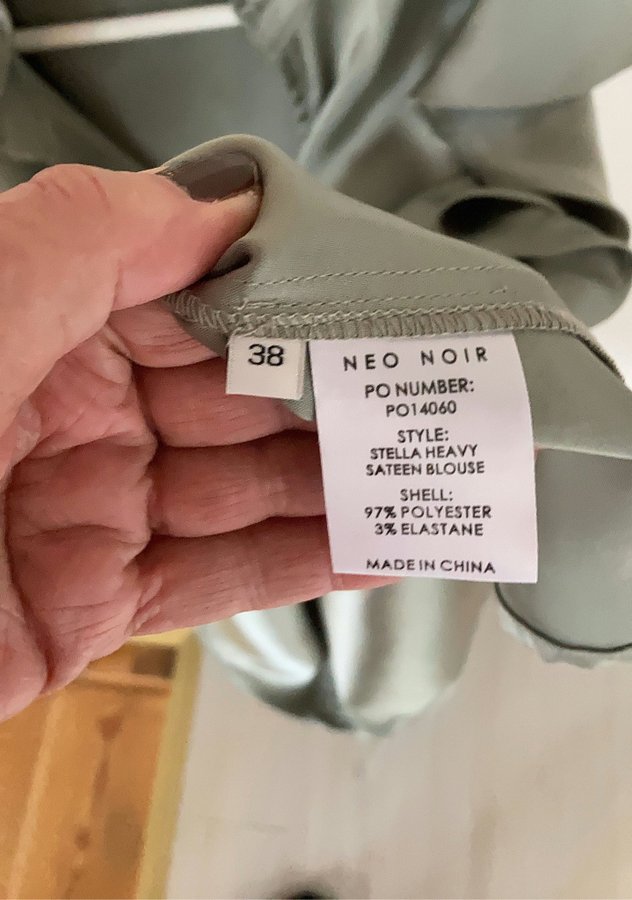 38
NEO NOIR
PO NUMBER:
PO14060
STYLE:
STELLA HEAVY
SATEEN BLOUSE
SHELL:
97% POLYESTER
3% ELASTANE
MADE IN CHINA